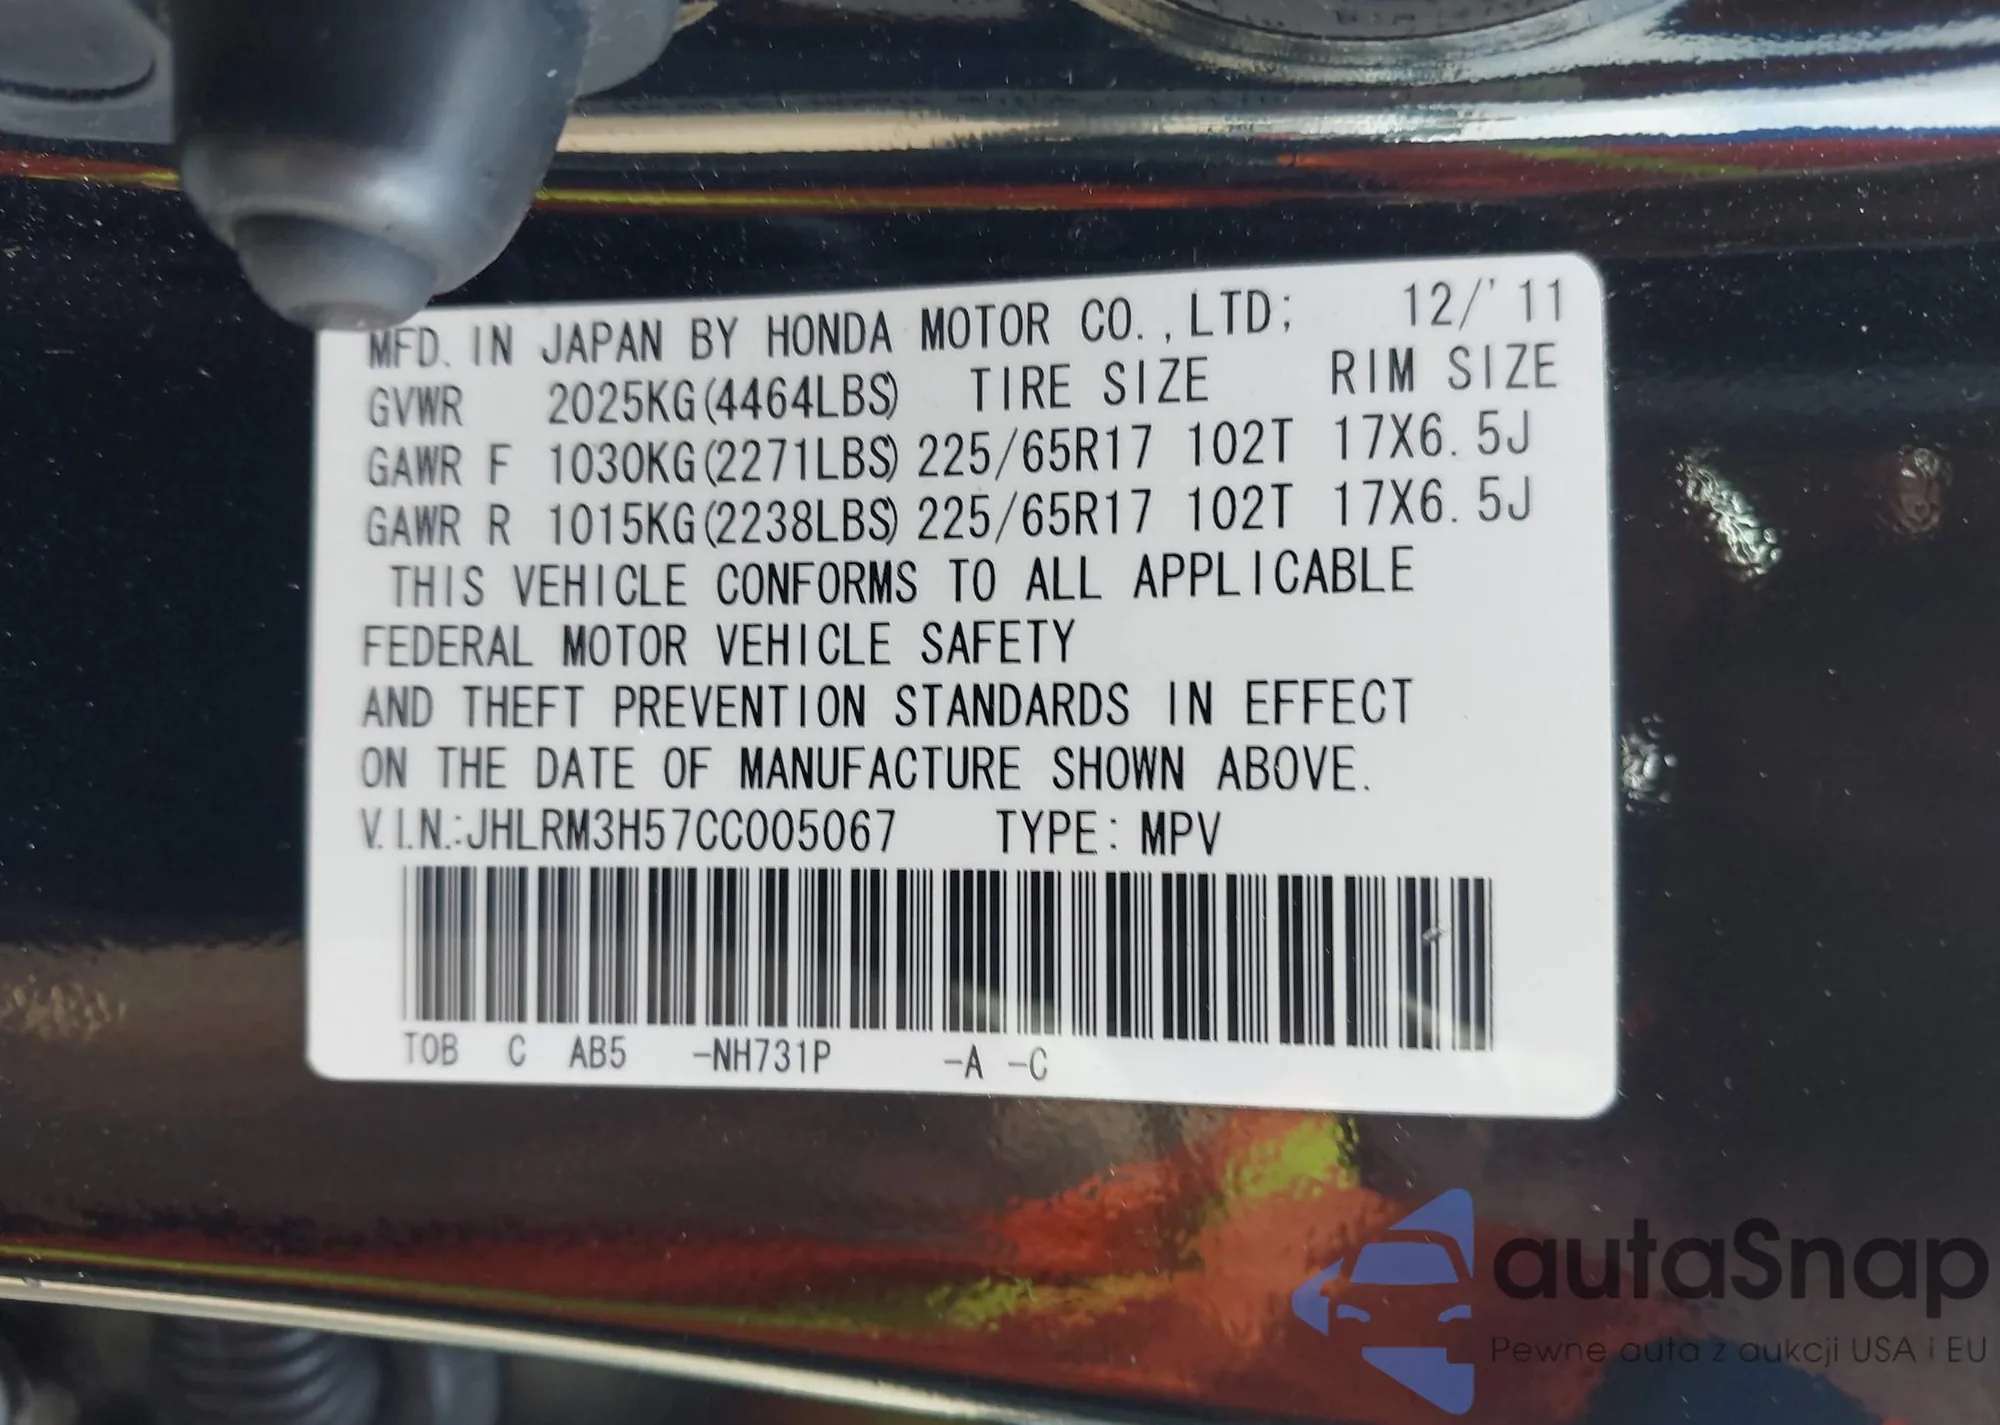 MFD. IN JAPAN BY HONDA MOTOR CO.,LTD; 12/'11
GVWR 2025KG(4464LBS) TIRE SIZE RIM SIZE
GAWR F 1030KG(2271LBS) 225/65R17 102T 17X6.5J
GAWR R 1015KG(2238LBS) 225/65R17 102T 17X6.5J
THIS VEHICLE CONFORMS TO ALL APPLICABLE
FEDERAL MOTOR VEHICLE SAFETY
AND THEFT PREVENTION STANDARDS IN EFFECT
ON THE DATE OF MANUFACTURE SHOWN ABOVE.
V.I.N.:JHLRM3H57CC005067 TYPE: MPV
TOB C AB5 -NH731P -A -C
autaSnap
Pewne auta z aukcji USA i EU